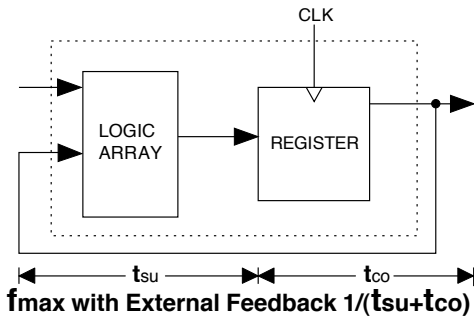 CLK
LOGIC
ARRAY
REGISTER
tsu
tco
fmax with External Feedback 1/(tsu+tco)